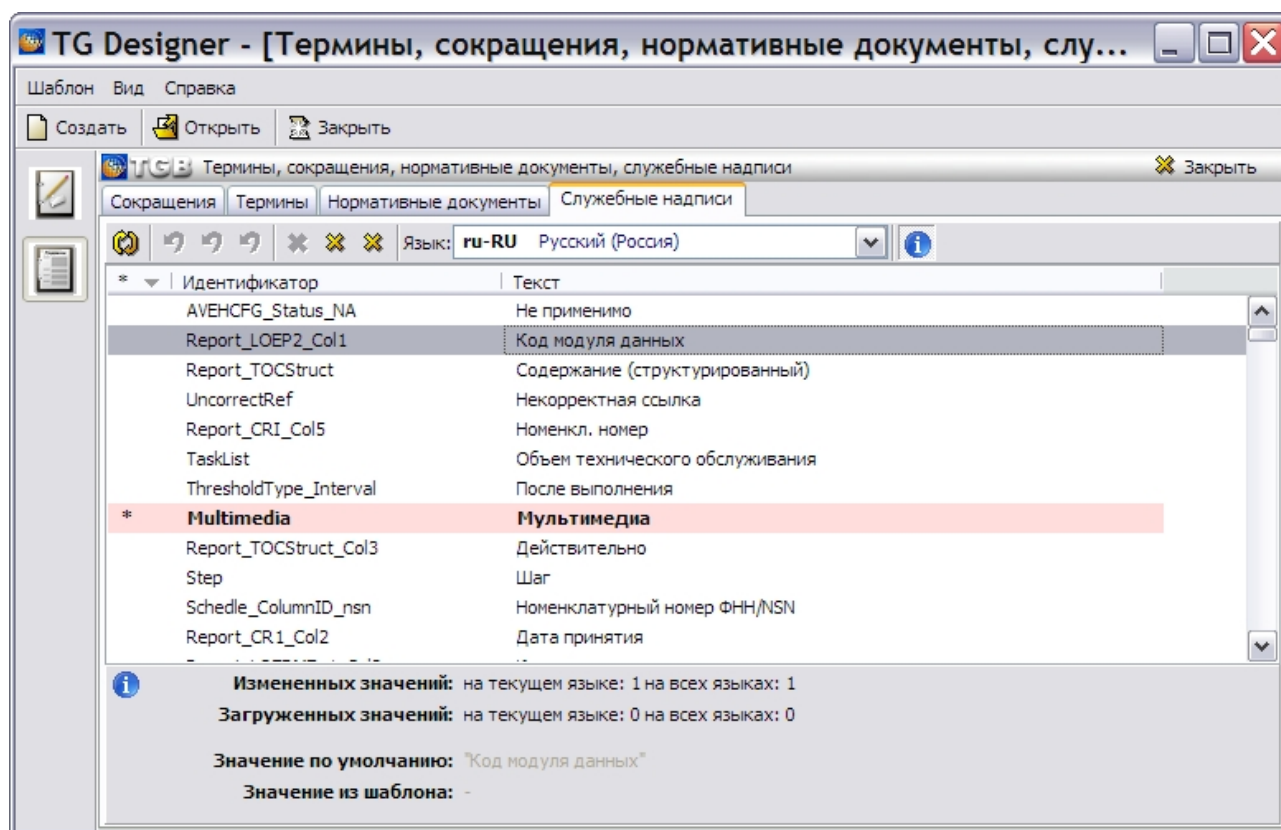 TG Designer - [Термины, сокращения, нормативные документы, слу...
Шаблон Вид Справка
Создать Открыть Закрыть
TGB Термины, сокращения, нормативные документы, служебные надписи Закрыть
Сокращения Термины Нормативные документы Служебные надписи
Язык: ru-RU Русский (Россия)
* Идентификатор Текст
AVEHCFG_Status_NA Не применимо
Report_LOEP2_Col1 Код модуля данных
Report_TOCStruct Содержание (структурированный)
UncorrectRef Некорректная ссылка
Report_CRI_Col5 Номенкл. номер
TaskList Объем технического обслуживания
ThresholdType_Interval После выполнения
* Multimedia Мультимедиа
Report_TOCStruct_Col3 Действительно
Step Шаг
Schedle_ColumnID_nsn Номенклатурный номер ФНН/NSN
Report_CR1_Col2 Дата принятия
Измененных значений: на текущем языке: 1 на всех языках: 1
Загруженных значений: на текущем языке: 0 на всех языках: 0
Значение по умолчанию: "Код модуля данных"
Значение из шаблона: -